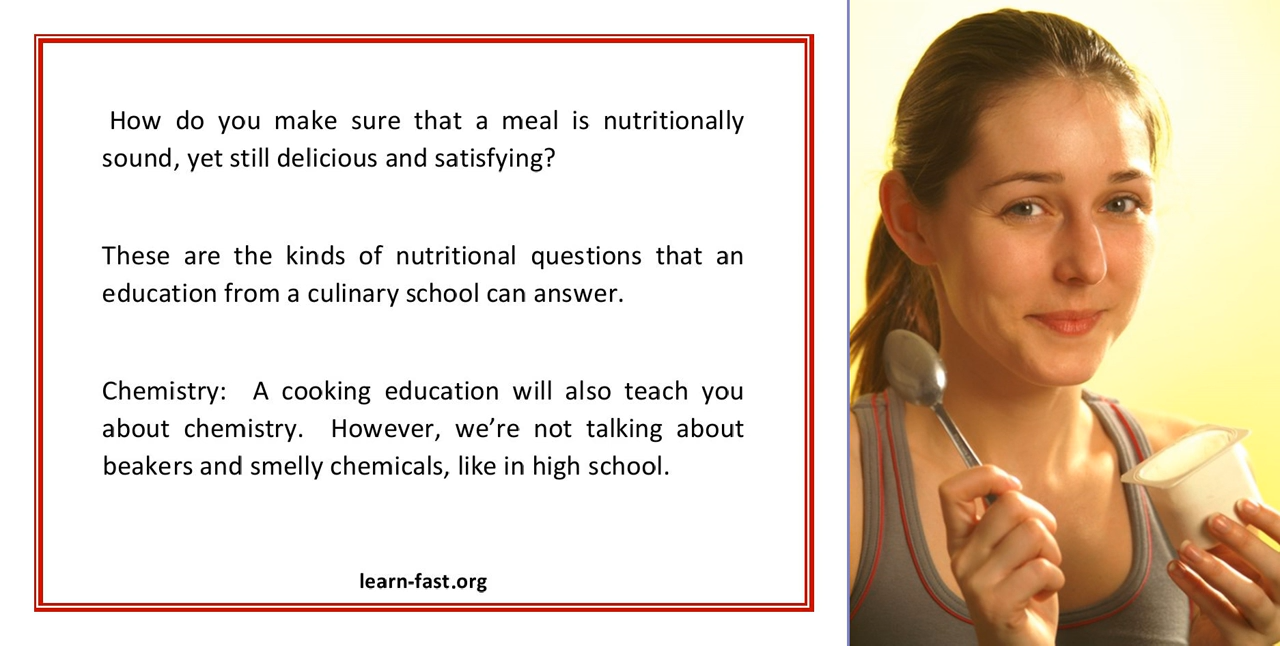 How do you make sure that a meal is nutritionally
sound, yet still delicious and satisfying?
These are the kinds of nutritional questions that an
education from a culinary school can answer.
Chemistry:  A cooking education will also teach you
about chemistry.  However, we’re not talking about
beakers and smelly chemicals, like in high school.
learn-fast.org